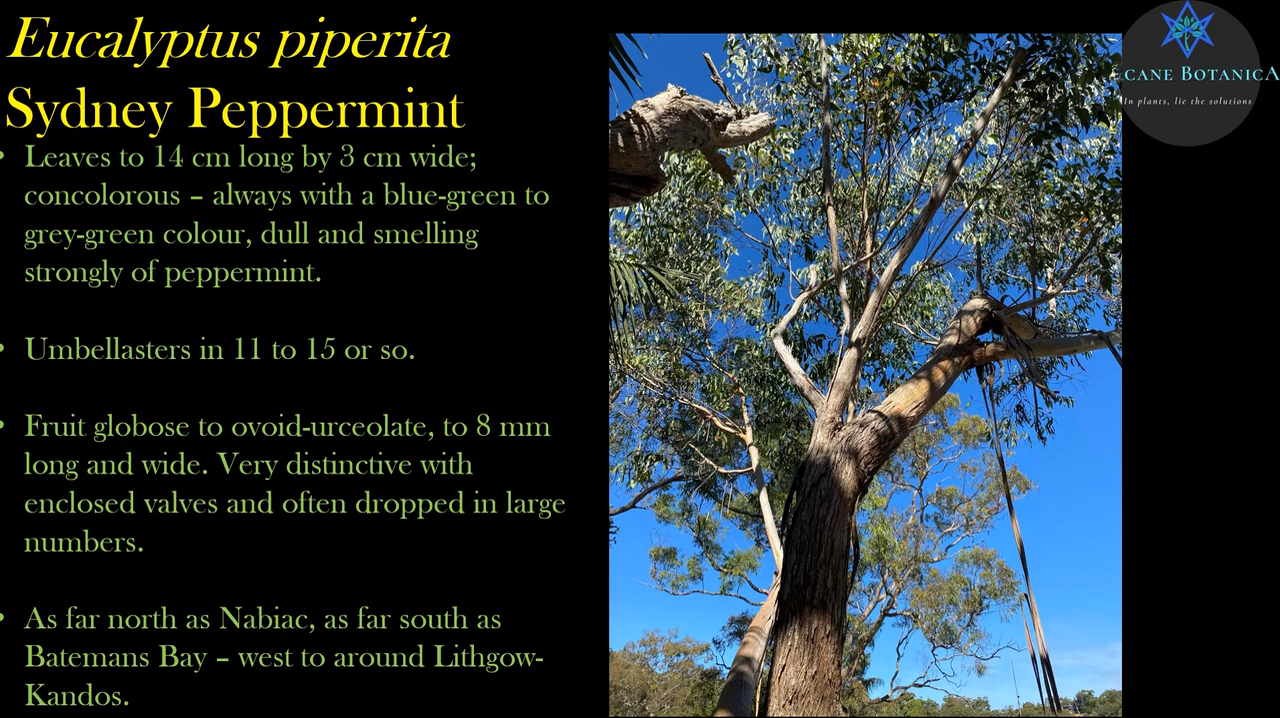 Eucalyptus piperita
Sydney Peppermint
• Leaves to 14 cm long by 3 cm wide;
concolorous – always with a blue-green to
grey-green colour, dull and smelling
strongly of peppermint.
• Umbellasters in 11 to 15 or so.
• Fruit globose to ovoid-urceolate, to 8 mm
long and wide. Very distinctive with
enclosed valves and often dropped in large
numbers.
• As far north as Nabiac, as far south as
Batemans Bay – west to around Lithgow-
Kandos.
CANE BOTANICA
In plants, lie the solutions